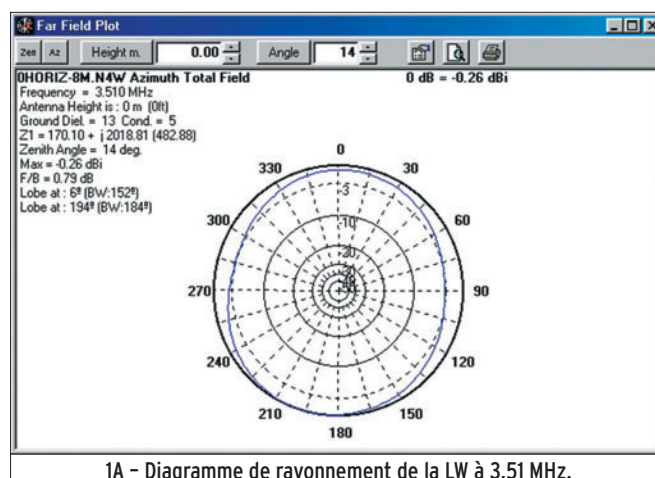 Far Field Plot
Zen Az Height m. 0.00 Angle 14
0HORIZ-8M.N4W Azimuth Total Field 0 dB = -0.26 dBi
Frequency = 3.510 MHz
Antenna Height is : 0 m (0ft)
Ground Diel. = 13 Cond. = 5
Z1 = 170.10 + j 2018.81 (482.88)
Zenith Angle = 14 deg.
Max = -0.26 dBi
F/B = 0.79 dB
Lobe at : 6º (BW:152º)
Lobe at : 194º (BW:184º)
0
330 30
-3
300 60
-10
-20
-30
270 90
240 120
210 150
180
1A – Diagramme de rayonnement de la LW à 3,51 MHz.